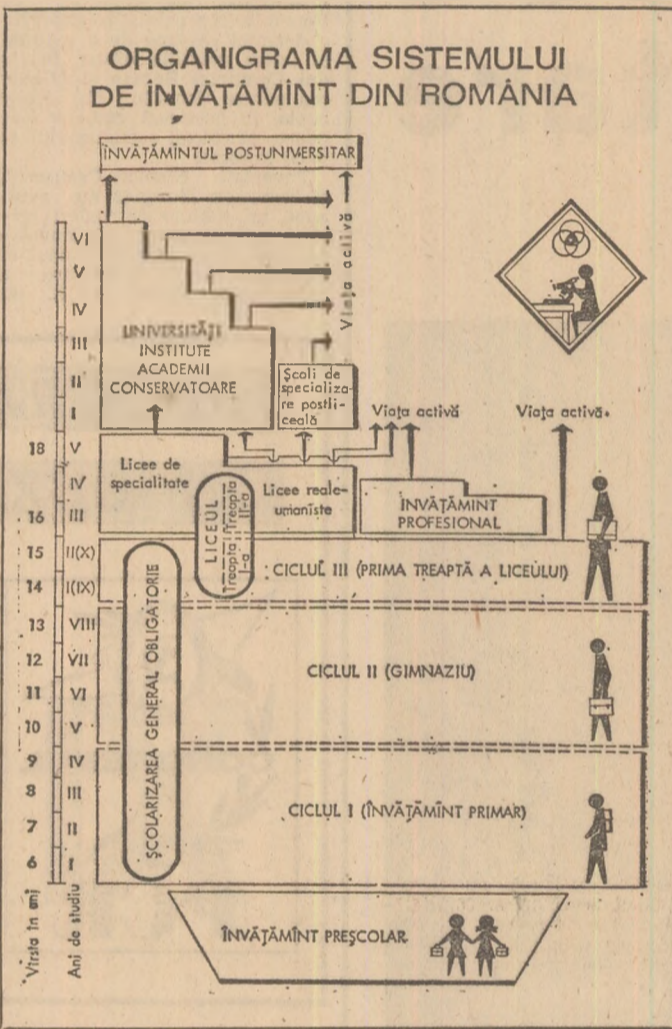 ORGANIGRAMA SISTEMULUI
DE ÎNVĂȚĂMÎNT DIN ROMÂNIA
ÎNVĂȚĂMÎNTUL POSTUNIVERSITAR
Viața activă
VI
V
IV
III
II
I
UNIVERSITĂȚI
INSTITUTE
ACADEMII
CONSERVATOARE
Școli de
specializa-
re postli-
ceală
Viața activă
Viața activă.
18 V
IV
16 III
Licee de
specialitate
LICEUL
Treapta I-a
Treapta II-a
Licee reale-
umaniste
ÎNVĂȚĂMÎNT
PROFESIONAL
15 II(X)
14 I(IX)
CICLUL III (PRIMA TREAPTĂ A LICEULUI)
ȘCOLARIZAREA GENERAL OBLIGATORIE
13 VIII
12 VII
11 VI
10 V
CICLUL II (GIMNAZIU)
9 IV
8 III
7 II
6 I
CICLUL I (ÎNVĂȚĂMÎNT PRIMAR)
Vîrsta în ani
Ani de studiu
ÎNVĂȚĂMÎNT PREȘCOLAR